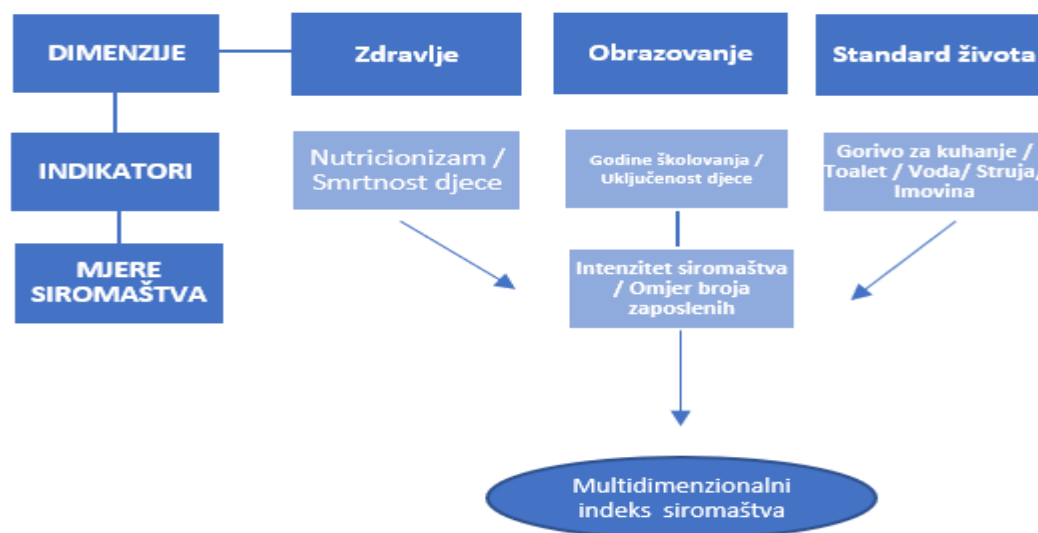 DIMENZIJE
Zdravlje
Obrazovanje
Standard života
INDIKATORI
Nutricionizam /
Smrtnost djece
Godine školovanja /
Uključenost djece
Gorivo za kuhanje /
Toalet / Voda/ Struja/
Imovina
MJERE
SIROMAŠTVA
Intenzitet siromaštva
/ Omjer broja
zaposlenih
Multidimenzionalni
indeks siromaštva